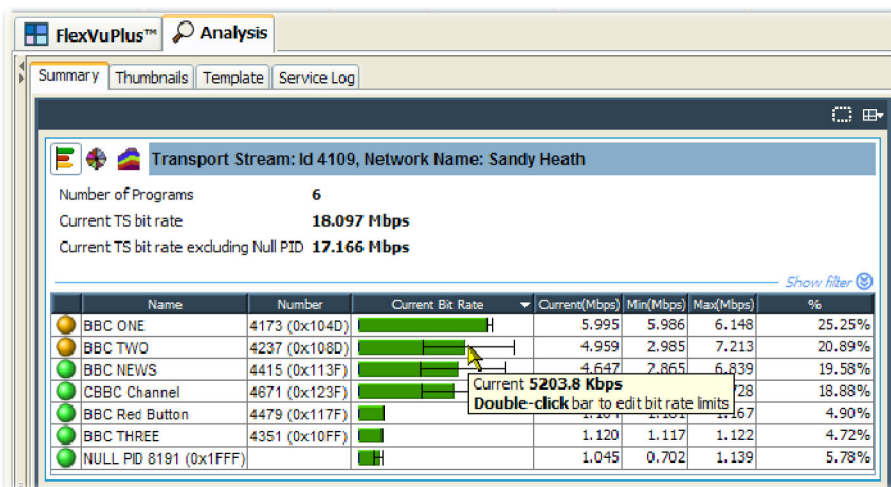 FlexVuPlus™ Analysis
Summary Thumbnails Template Service Log
Transport Stream: Id 4109, Network Name: Sandy Heath
Number of Programs 6
Current TS bit rate 18.097 Mbps
Current TS bit rate excluding Null PID 17.166 Mbps
Show filter
Name Number Current Bit Rate Current(Mbps) Min(Mbps) Max(Mbps) %
BBC ONE 4173 (0x104D) 5.995 5.986 6.148 25.25%
BBC TWO 4237 (0x108D) 4.959 2.985 7.213 20.89%
BBC NEWS 4415 (0x113F) 4.647 2.865 6.839 19.58%
CBBC Channel 4671 (0x123F) 728 18.88%
Current 5203.8 Kbps
Double-click bar to edit bit rate limits
BBC Red Button 4479 (0x117F) 167 4.90%
BBC THREE 4351 (0x10FF) 1.120 1.117 1.122 4.72%
NULL PID 8191 (0x1FFF) 1.045 0.702 1.139 5.78%